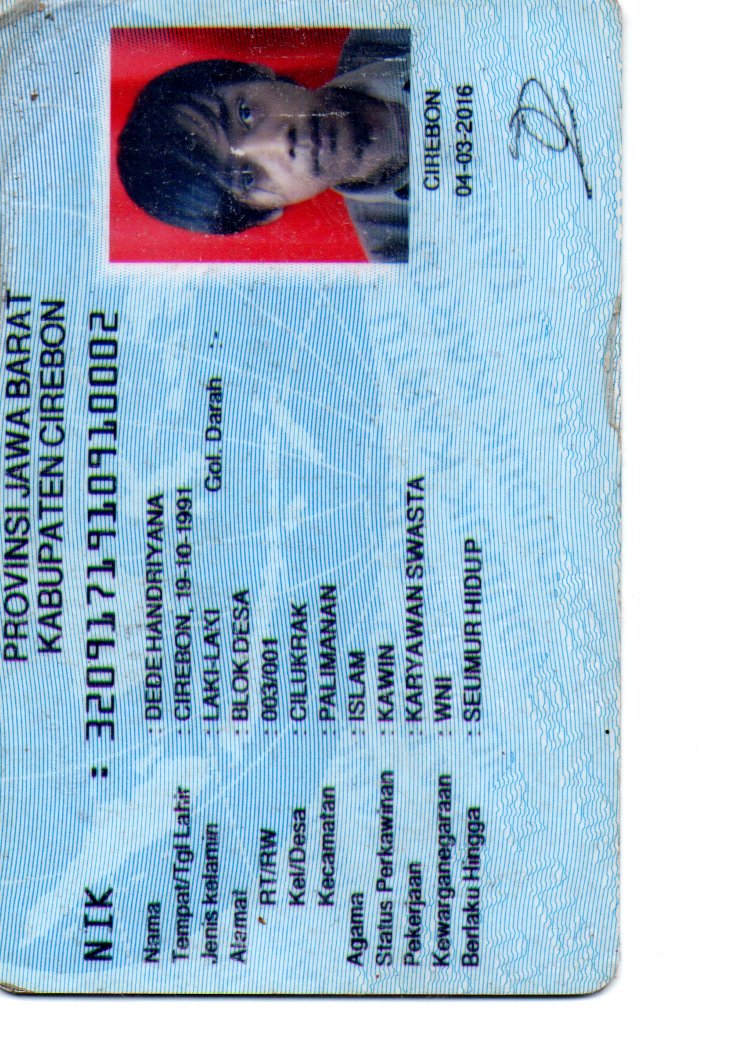 PROVINSI JAWA BARAT
KABUPATEN CIREBON
NIK : 3209171910910002
Nama : DEDE HANDRIYANA
Tempat/Tgl Lahir : CIREBON, 19-10-1991
Jenis kelamin : LAKI-LAKI Gol. Darah : -
Alamat : BLOK DESA
RT/RW : 003/001
Kel/Desa : CILUKRAK
Kecamatan : PALIMANAN
Agama : ISLAM
Status Perkawinan : KAWIN
Pekerjaan : KARYAWAN SWASTA
Kewarganegaraan : WNI
Berlaku Hingga : SEUMUR HIDUP
CIREBON
04-03-2016